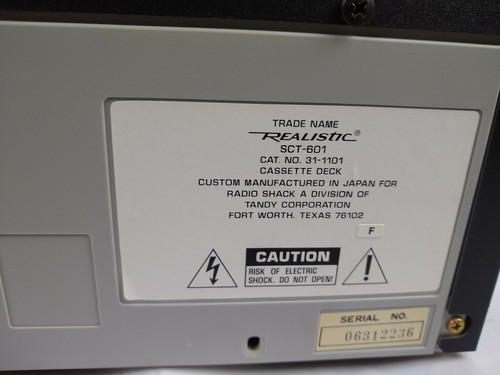 TRADE NAME
REALISTIC®
SCT-601
CAT. NO. 31-1101
CASSETTE DECK
CUSTOM MANUFACTURED IN JAPAN FOR
RADIO SHACK A DIVISION OF
TANDY CORPORATION
FORT WORTH. TEXAS 76102
F
CAUTION
RISK OF ELECTRIC
SHOCK. DO NOT OPEN!
SERIAL NO.
06312236